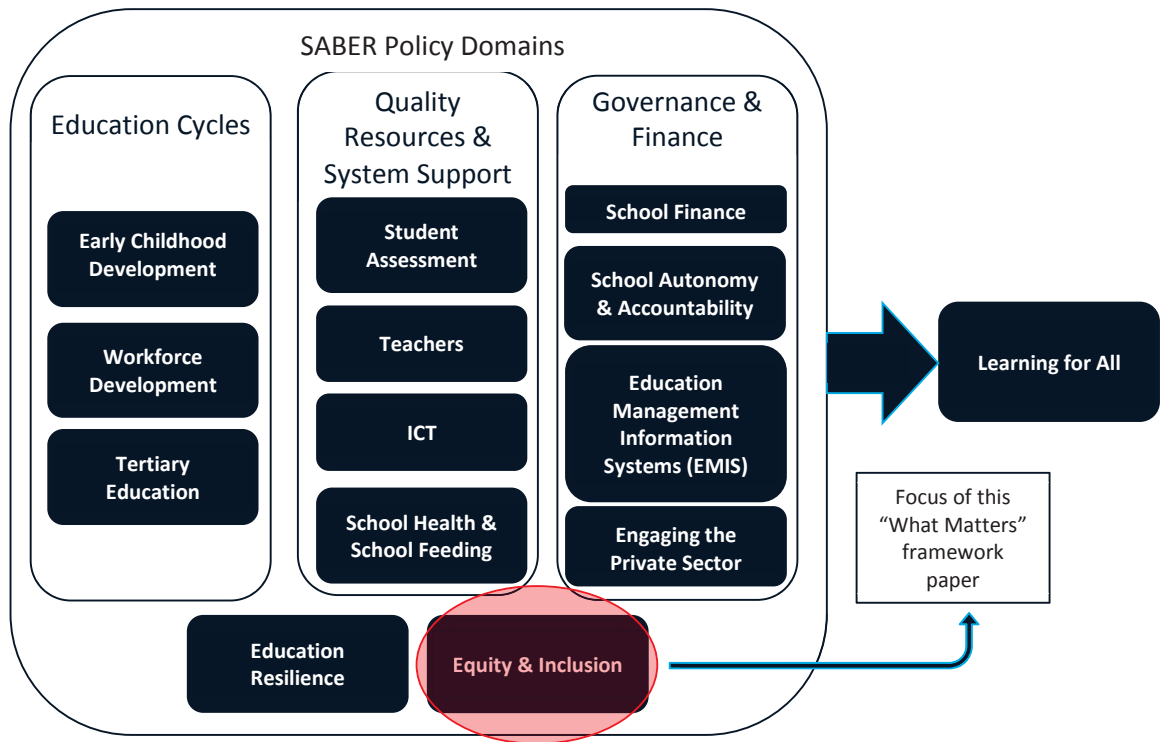 SABER Policy Domains
Education Cycles
Early Childhood
Development
Workforce
Development
Tertiary
Education
Quality
Resources &
System Support
Student
Assessment
Teachers
ICT
School Health &
School Feeding
Governance &
Finance
School Finance
School Autonomy
& Accountability
Education
Management
Information
Systems (EMIS)
Engaging the
Private Sector
Education
Resilience
Equity & Inclusion
Learning for All
Focus of this
“What Matters”
framework
paper